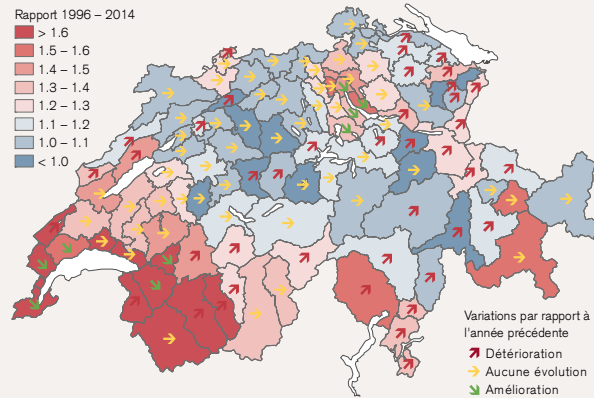 Rapport 1996 – 2014
> 1.6
1.5 – 1.6
1.4 – 1.5
1.3 – 1.4
1.2 – 1.3
1.1 – 1.2
1.0 – 1.1
< 1.0
Variations par rapport à
l'année précédente
Détérioration
Aucune évolution
Amélioration